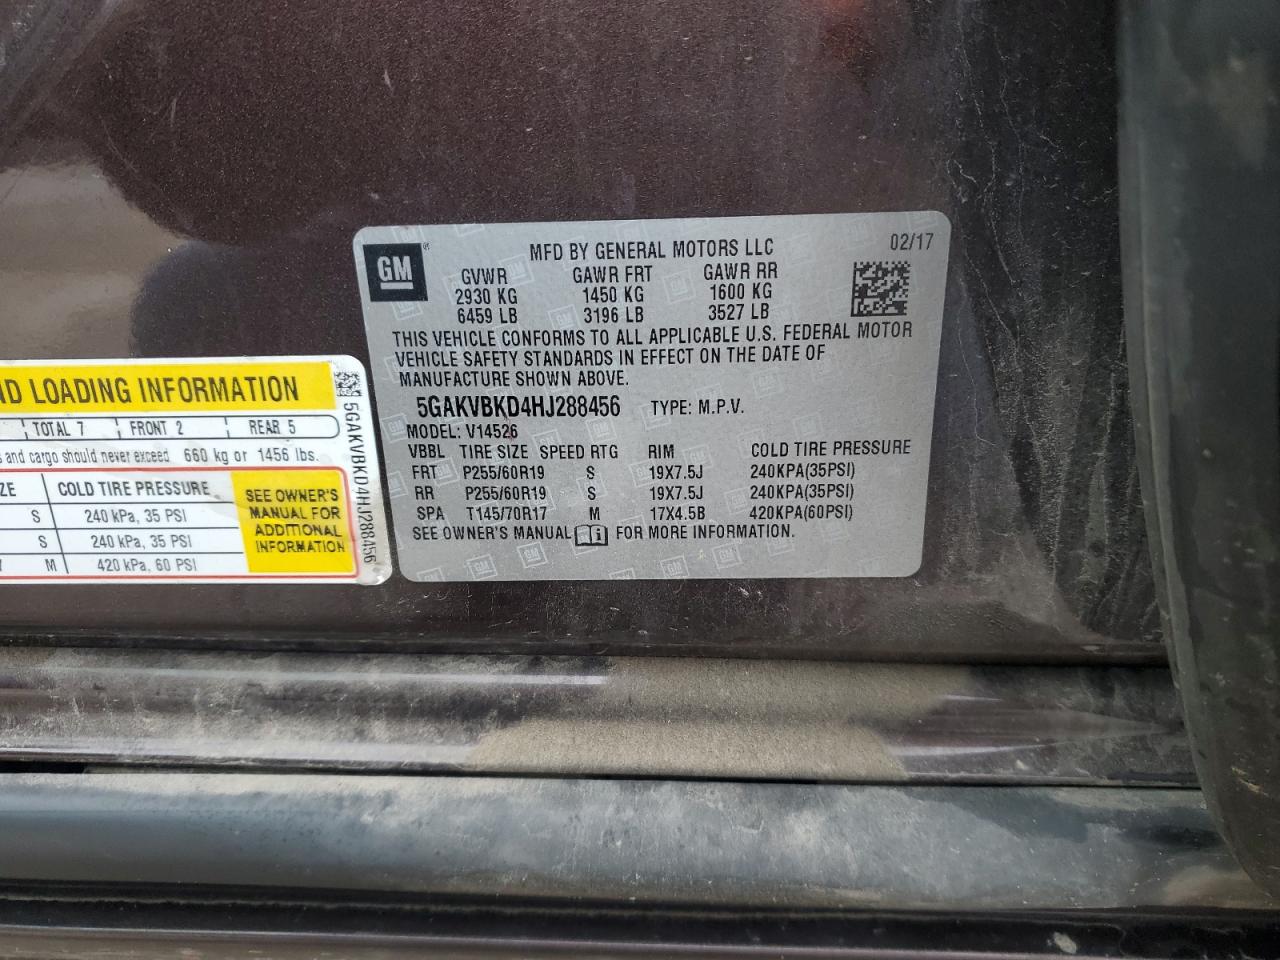 GM®
MFD BY GENERAL MOTORS LLC
02/17
GVWR GAWR FRT GAWR RR
2930 KG 1450 KG 1600 KG
6459 LB 3196 LB 3527 LB
THIS VEHICLE CONFORMS TO ALL APPLICABLE U.S. FEDERAL MOTOR
VEHICLE SAFETY STANDARDS IN EFFECT ON THE DATE OF
MANUFACTURE SHOWN ABOVE.
5GAKVBKD4HJ288456 TYPE: M.P.V.
MODEL: V14526
VBBL TIRE SIZE SPEED RTG RIM COLD TIRE PRESSURE
FRT P255/60R19 S 19X7.5J 240KPA(35PSI)
RR P255/60R19 S 19X7.5J 240KPA(35PSI)
SPA T145/70R17 M 17X4.5B 420KPA(60PSI)
SEE OWNER'S MANUAL FOR MORE INFORMATION.
ND LOADING INFORMATION
TOTAL 7 FRONT 2 REAR 5
s and cargo should never exceed 660 kg or 1456 lbs.
ZE COLD TIRE PRESSURE
S 240 kPa, 35 PSI
S 240 kPa, 35 PSI
Y M 420 kPa, 60 PSI
SEE OWNER'S
MANUAL FOR
ADDITIONAL
INFORMATION
5GAKVBKD4HJ288456